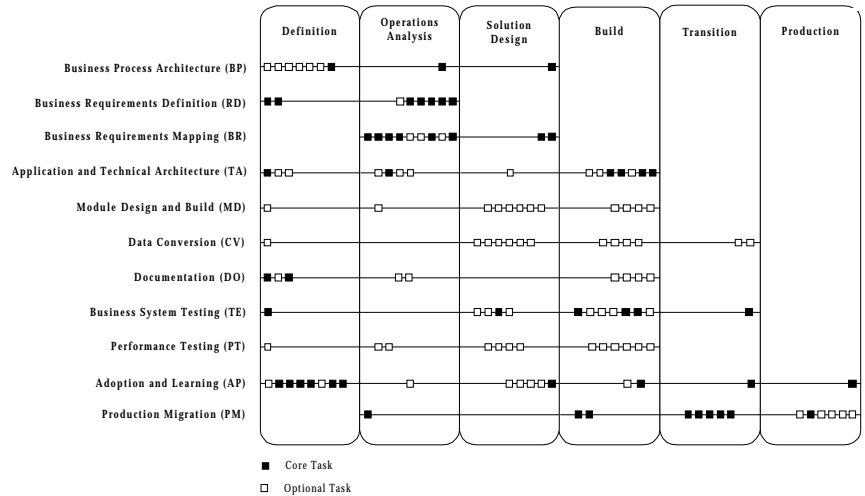 Definition
Operations
Analysis
Solution
Design
Build
Transition
Production
Business Process Architecture (BP)
Business Requirements Definition (RD)
Business Requirements Mapping (BR)
Application and Technical Architecture (TA)
Module Design and Build (MD)
Data Conversion (CV)
Documentation (DO)
Business System Testing (TE)
Performance Testing (PT)
Adoption and Learning (AP)
Production Migration (PM)
Core Task
Optional Task